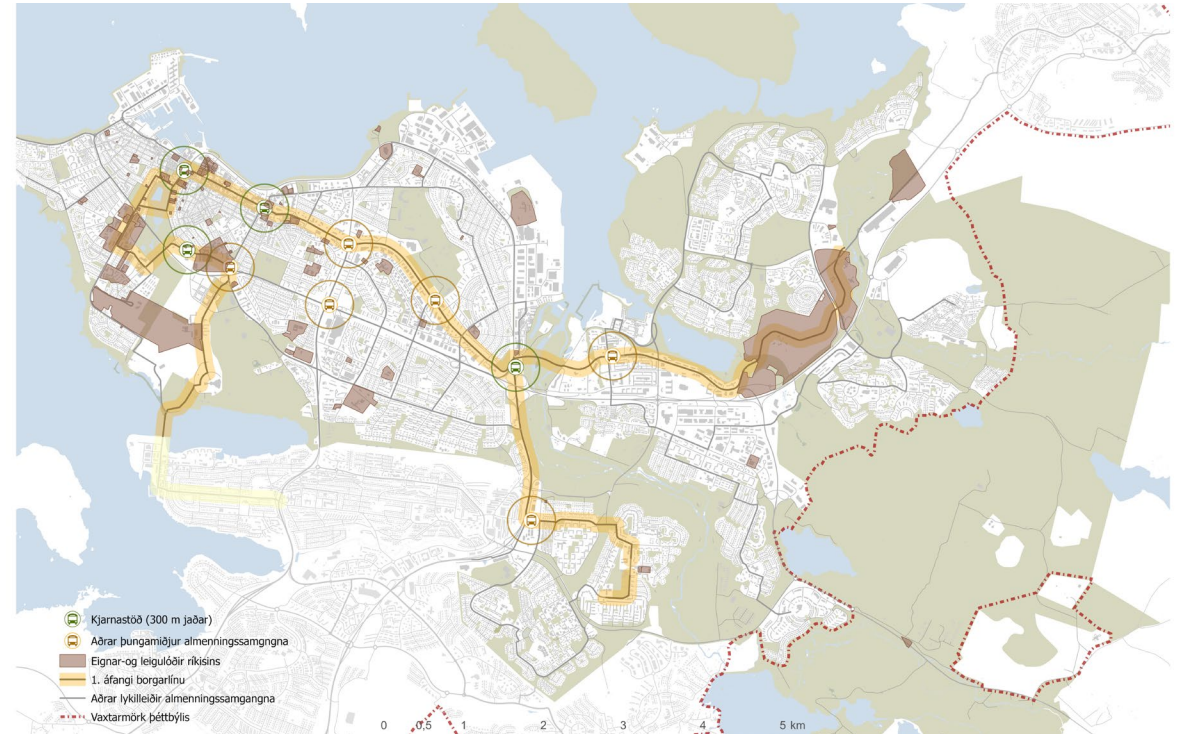 Kjarnastöð (300 m jaðar)
Aðrar þungamiðjur almenningssamgngna
Eignar-og leigulóðir ríkisins
1. áfangi borgarlínu
Aðrar lykilleiðir almenningssamgangna
Vaxtarmörk þéttbýlis
0 0,5 1 2 3 4 5 km